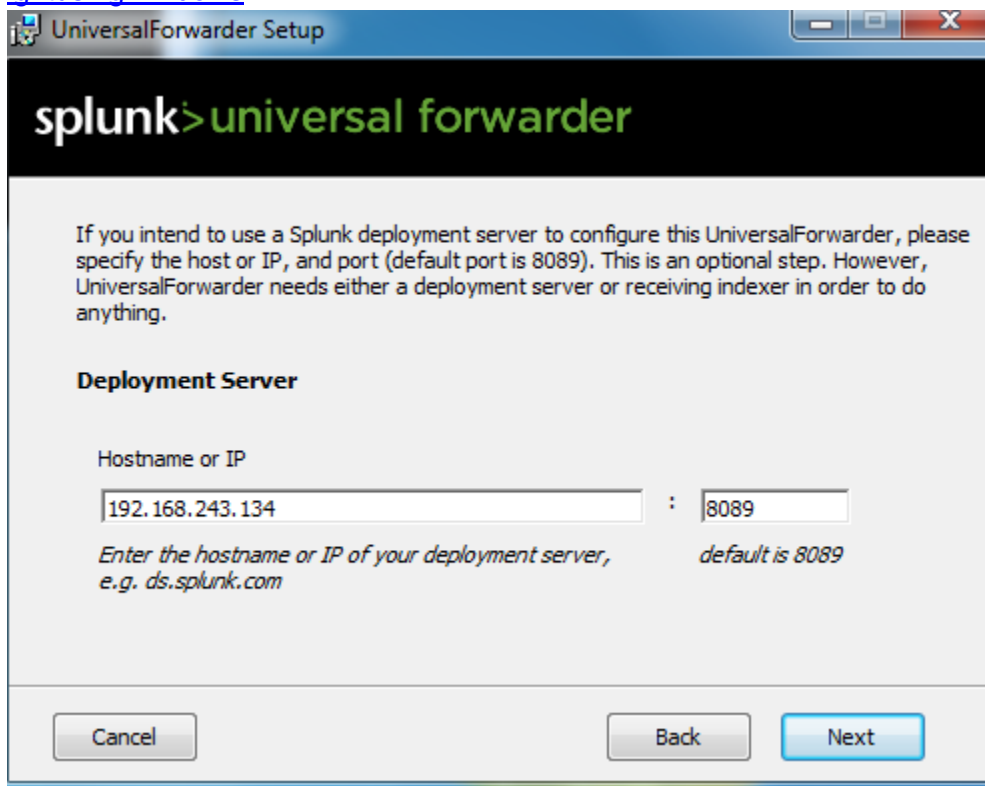 UniversalForwarder Setup
splunk>universal forwarder
If you intend to use a Splunk deployment server to configure this UniversalForwarder, please
specify the host or IP, and port (default port is 8089). This is an optional step. However,
UniversalForwarder needs either a deployment server or receiving indexer in order to do
anything.
Deployment Server
Hostname or IP
192.168.243.134 : 8089
Enter the hostname or IP of your deployment server, default is 8089
e.g. ds.splunk.com
Cancel Back Next